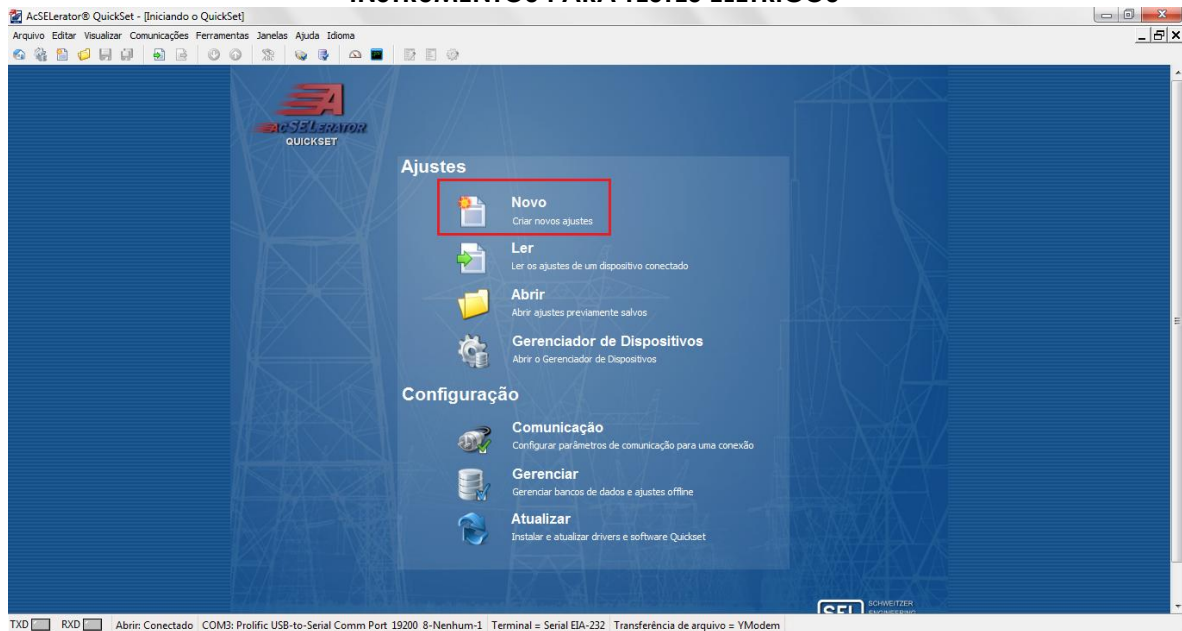 INSTRUMENTOS PARA TESTES ELÉTRICOS
AcSELerator® QuickSet - [Iniciando o QuickSet]
Arquivo Editar Visualizar Comunicações Ferramentas Janelas Ajuda Idioma
ACSELERATOR
QUICKSET
Ajustes
Novo
Criar novos ajustes
Ler
Ler os ajustes de um dispositivo conectado
Abrir
Abrir ajustes previamente salvos
Gerenciador de Dispositivos
Abrir o Gerenciador de Dispositivos
Configuração
Comunicação
Configurar parâmetros de comunicação para uma conexão
Gerenciar
Gerenciar bancos de dados e ajustes offline
Atualizar
Instalar e atualizar drivers e software Quickset
SEL SCHWEITZER
ENGINEERING
TXD RXD Abrir: Conectado COM3: Prolific USB-to-Serial Comm Port 19200 8-Nenhum-1 Terminal = Serial EIA-232 Transferência de arquivo = YModem